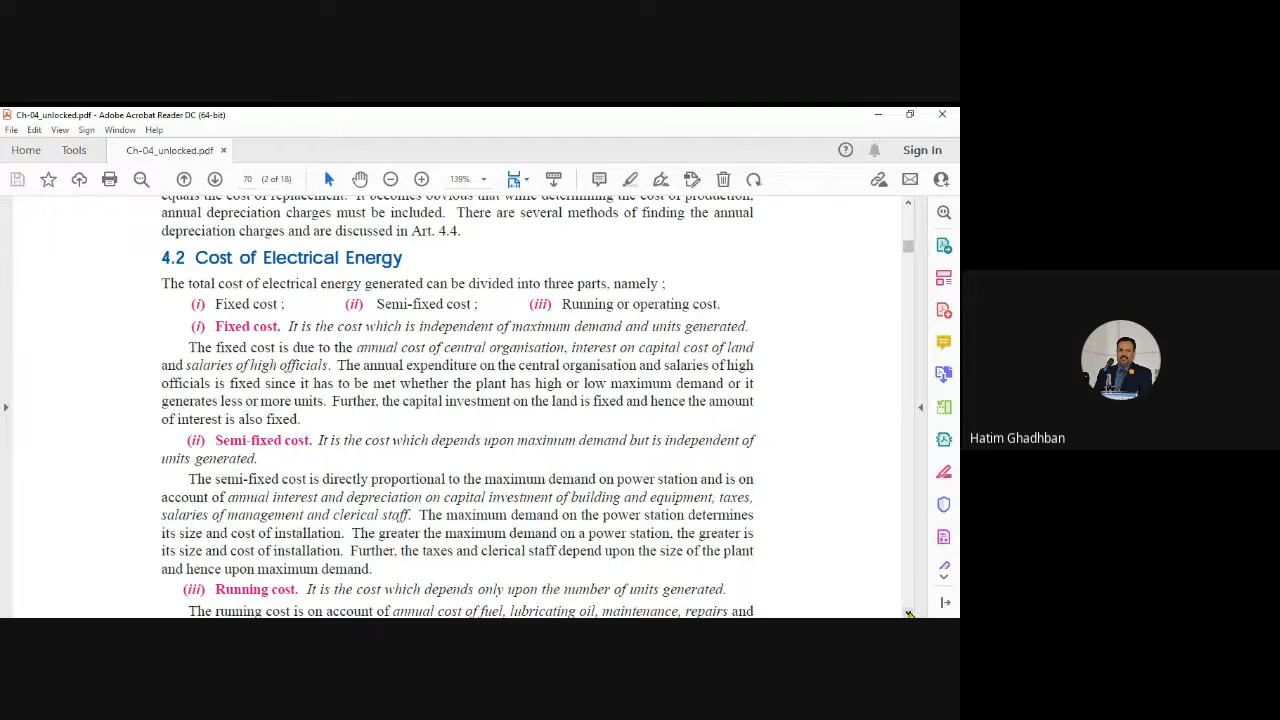 Ch-04_unlocked.pdf - Adobe Acrobat Reader DC (64-bit)
File Edit View Sign Window Help
Home Tools Ch-04_unlocked.pdf × Sign In
70 (2 of 18) 139%
equals the cost of replacement. It becomes obvious that while determining the cost of production,
annual depreciation charges must be included. There are several methods of finding the annual
depreciation charges and are discussed in Art. 4.4.
4.2 Cost of Electrical Energy
The total cost of electrical energy generated can be divided into three parts, namely ;
(i) Fixed cost ; (ii) Semi-fixed cost ; (iii) Running or operating cost.
(i) Fixed cost. It is the cost which is independent of maximum demand and units generated.
The fixed cost is due to the annual cost of central organisation, interest on capital cost of land
and salaries of high officials. The annual expenditure on the central organisation and salaries of high
officials is fixed since it has to be met whether the plant has high or low maximum demand or it
generates less or more units. Further, the capital investment on the land is fixed and hence the amount
of interest is also fixed.
(ii) Semi-fixed cost. It is the cost which depends upon maximum demand but is independent of
units generated.
The semi-fixed cost is directly proportional to the maximum demand on power station and is on
account of annual interest and depreciation on capital investment of building and equipment, taxes,
salaries of management and clerical staff. The maximum demand on the power station determines
its size and cost of installation. The greater the maximum demand on a power station, the greater is
its size and cost of installation. Further, the taxes and clerical staff depend upon the size of the plant
and hence upon maximum demand.
(iii) Running cost. It is the cost which depends only upon the number of units generated.
The running cost is on account of annual cost of fuel, lubricating oil, maintenance, repairs and
Hatim Ghadhban